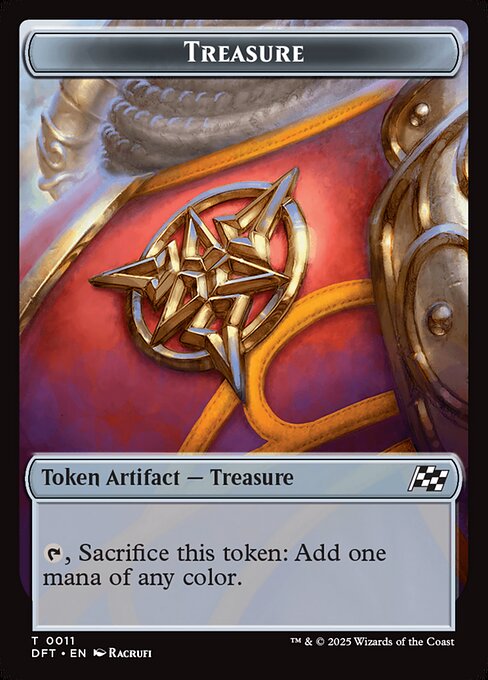 Treasure
Token Artifact — Treasure
, Sacrifice this token: Add one
mana of any color.
T 0011
DFT • EN Racrufi
™ & © 2025 Wizards of the Coast